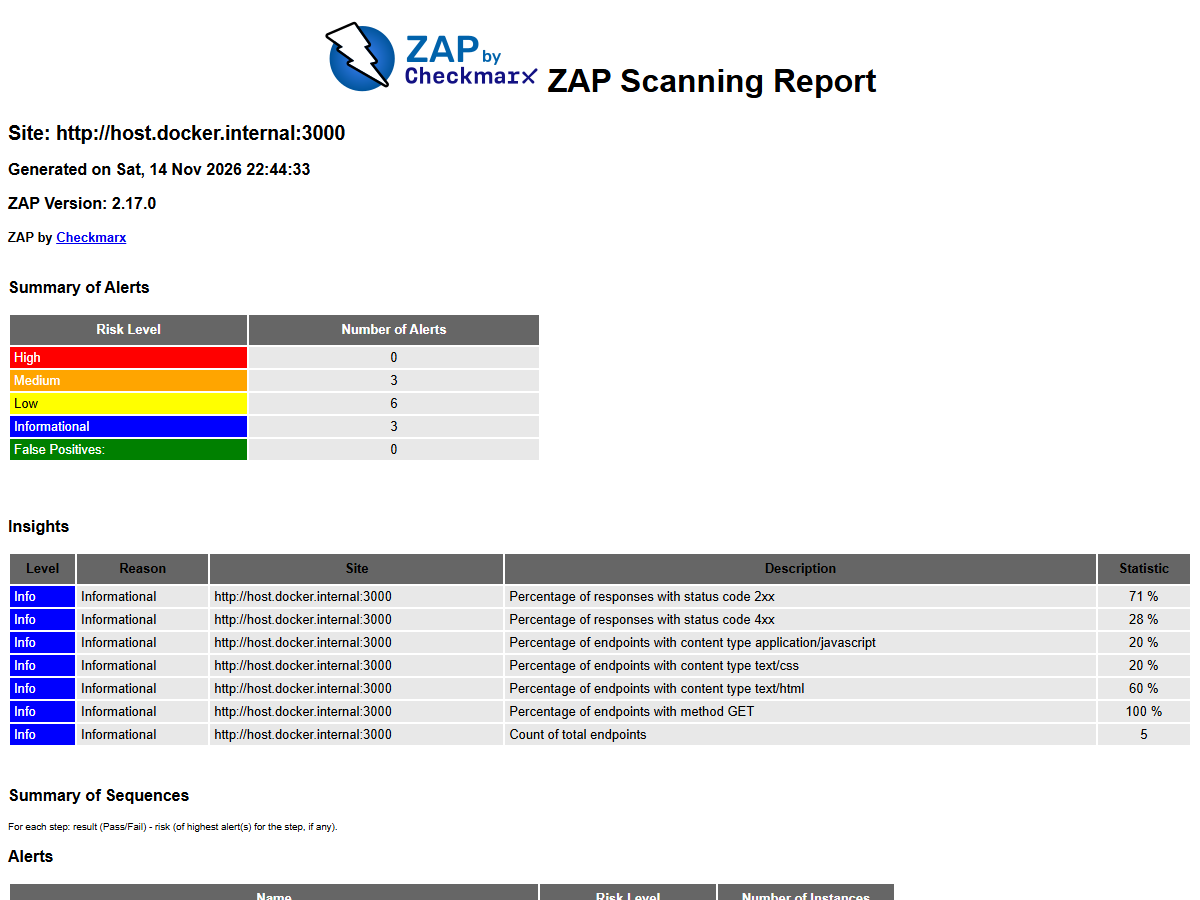 ZAP by
Checkmarx ZAP Scanning Report
Site: http://host.docker.internal:3000
Generated on Sat, 14 Nov 2026 22:44:33
ZAP Version: 2.17.0
ZAP by Checkmarx
Summary of Alerts
Risk Level Number of Alerts
High 0
Medium 3
Low 6
Informational 3
False Positives: 0
Insights
Level Reason Site Description Statistic
Info Informational http://host.docker.internal:3000 Percentage of responses with status code 2xx 71 %
Info Informational http://host.docker.internal:3000 Percentage of responses with status code 4xx 28 %
Info Informational http://host.docker.internal:3000 Percentage of endpoints with content type application/javascript 20 %
Info Informational http://host.docker.internal:3000 Percentage of endpoints with content type text/css 20 %
Info Informational http://host.docker.internal:3000 Percentage of endpoints with content type text/html 60 %
Info Informational http://host.docker.internal:3000 Percentage of endpoints with method GET 100 %
Info Informational http://host.docker.internal:3000 Count of total endpoints 5
Summary of Sequences
For each step: result (Pass/Fail) - risk (of highest alert(s) for the step, if any).
Alerts
Name Risk Level Number of Instances